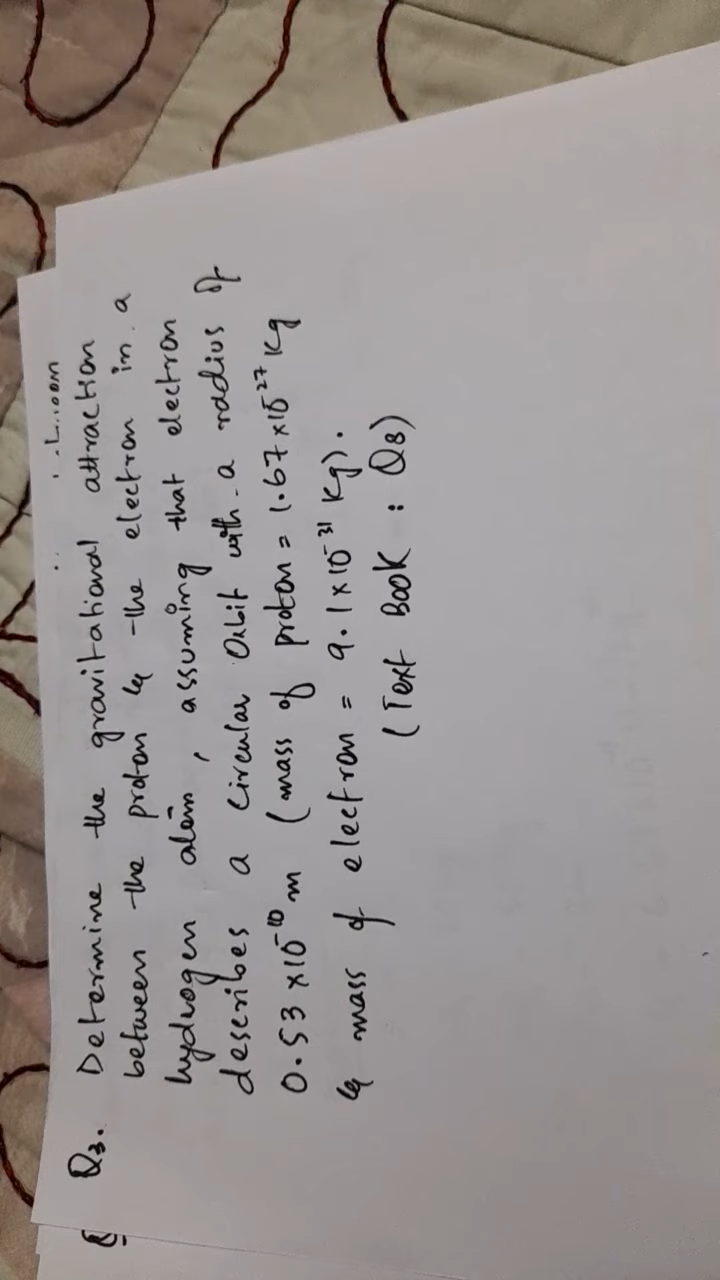 Q3. Determine the gravitational attraction
between the proton & the electron in a
hydrogen atom, assuming that electron
describes a circular orbit with a radius of
0.53 × 10⁻¹⁰ m (mass of proton = 1.67 × 10⁻²⁷ Kg
& mass of electron = 9.1 × 10⁻³¹ Kg).
(Text Book : Q8)